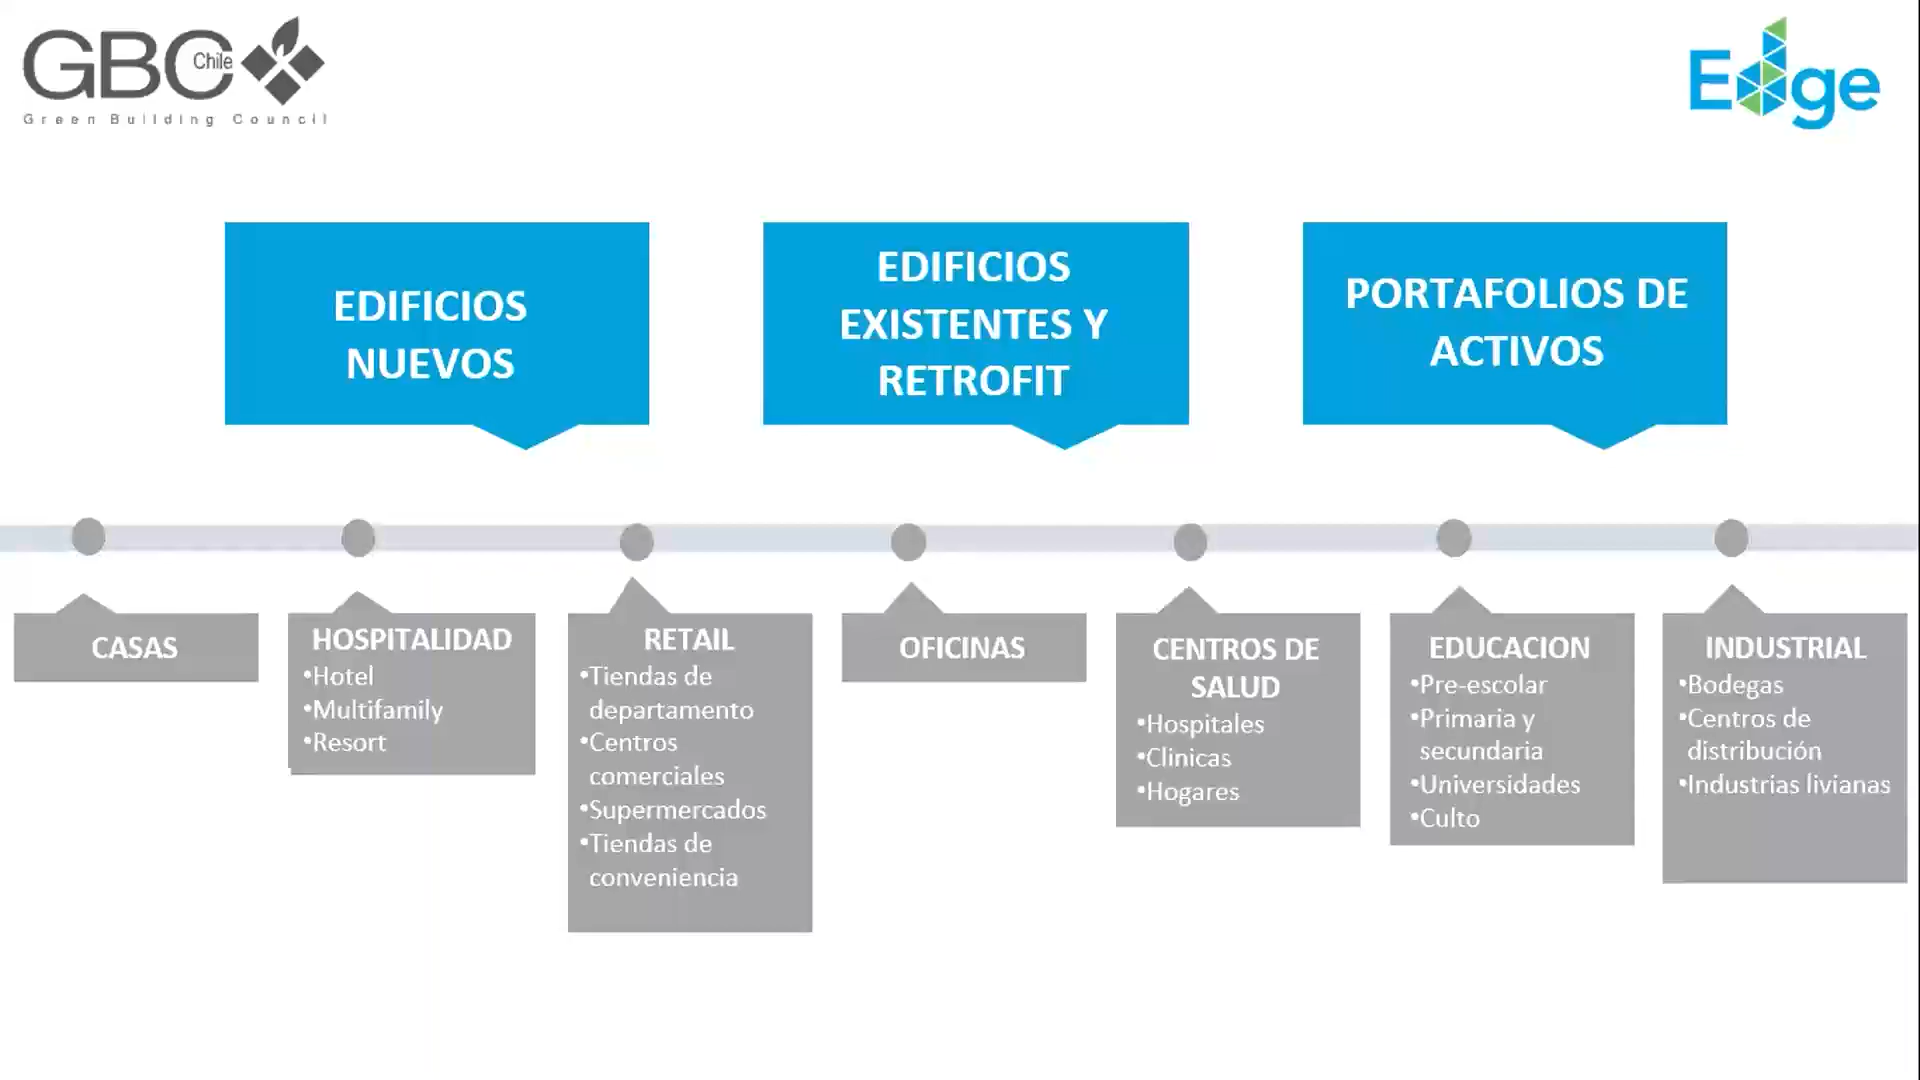 GBC Chile
Green Building Council
Edge
EDIFICIOS
NUEVOS
EDIFICIOS
EXISTENTES Y
RETROFIT
PORTAFOLIOS DE
ACTIVOS
CASAS
HOSPITALIDAD
•Hotel
•Multifamily
•Resort
RETAIL
•Tiendas de
departamento
•Centros
comerciales
•Supermercados
•Tiendas de
conveniencia
OFICINAS
CENTROS DE
SALUD
•Hospitales
•Clinicas
•Hogares
EDUCACION
•Pre-escolar
•Primaria y
secundaria
•Universidades
•Culto
INDUSTRIAL
•Bodegas
•Centros de
distribución
•Industrias livianas